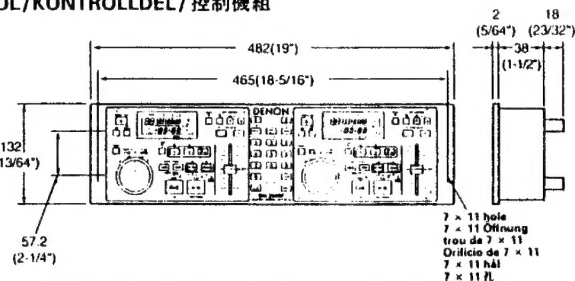 OL/KONTROLLDEL/控制機組
2
(5/64")
18
(23/32")
38
(1-1/2")
482(19")
465(18-5/16")
132
13/64")
57.2
(2-1/4")
DENON
7 × 11 hole
7 × 11 Öffnung
trou de 7 × 11
Orificio de 7 × 11
7 × 11 hål
7 × 11 孔